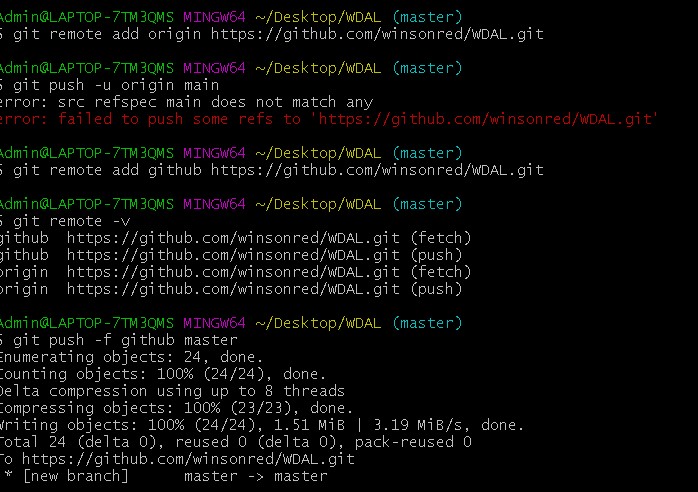 Admin@LAPTOP-7TM3QMS MINGW64 ~/Desktop/WDAL (master)
$ git remote add origin https://github.com/winsonred/WDAL.git
Admin@LAPTOP-7TM3QMS MINGW64 ~/Desktop/WDAL (master)
$ git push -u origin main
error: src refspec main does not match any
error: failed to push some refs to 'https://github.com/winsonred/WDAL.git'
Admin@LAPTOP-7TM3QMS MINGW64 ~/Desktop/WDAL (master)
$ git remote add github https://github.com/winsonred/WDAL.git
Admin@LAPTOP-7TM3QMS MINGW64 ~/Desktop/WDAL (master)
$ git remote -v
github  https://github.com/winsonred/WDAL.git (fetch)
github  https://github.com/winsonred/WDAL.git (push)
origin  https://github.com/winsonred/WDAL.git (fetch)
origin  https://github.com/winsonred/WDAL.git (push)
Admin@LAPTOP-7TM3QMS MINGW64 ~/Desktop/WDAL (master)
$ git push -f github master
Enumerating objects: 24, done.
Counting objects: 100% (24/24), done.
Delta compression using up to 8 threads
Compressing objects: 100% (23/23), done.
Writing objects: 100% (24/24), 1.51 MiB | 3.19 MiB/s, done.
Total 24 (delta 0), reused 0 (delta 0), pack-reused 0
To https://github.com/winsonred/WDAL.git
 * [new branch]      master -> master